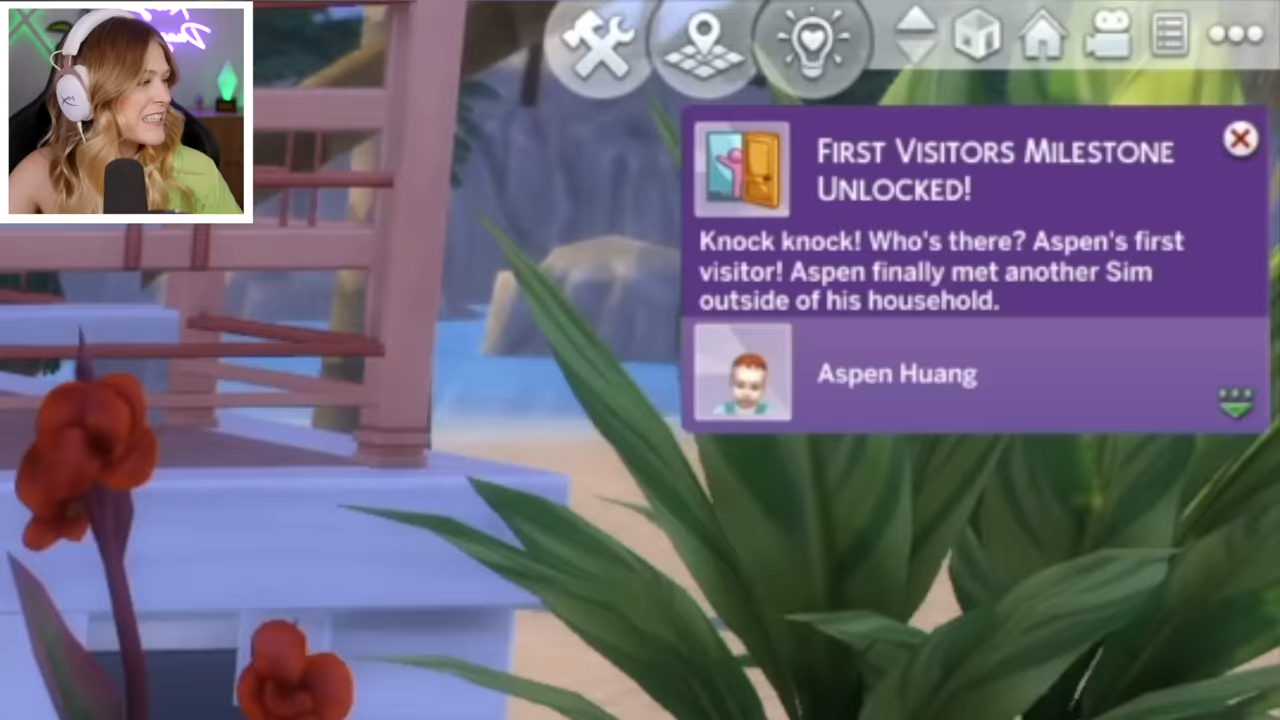 FIRST VISITORS MILESTONE
UNLOCKED!
Knock knock! Who's there? Aspen's first
visitor! Aspen finally met another Sim
outside of his household.
Aspen Huang